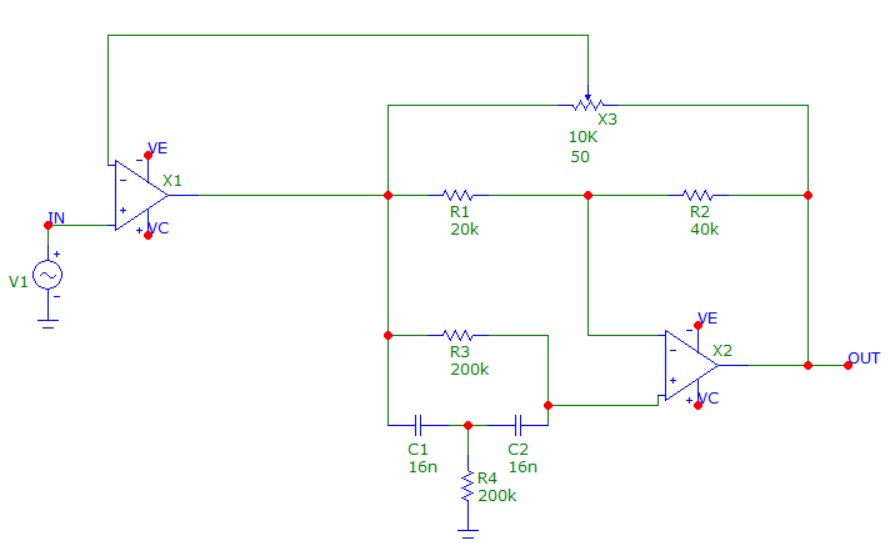 X3
10K
50
VE
X1
IN
VC
V1
R1
20k
R2
40k
R3
200k
VE
X2
OUT
VC
C1
16n
C2
16n
R4
200k